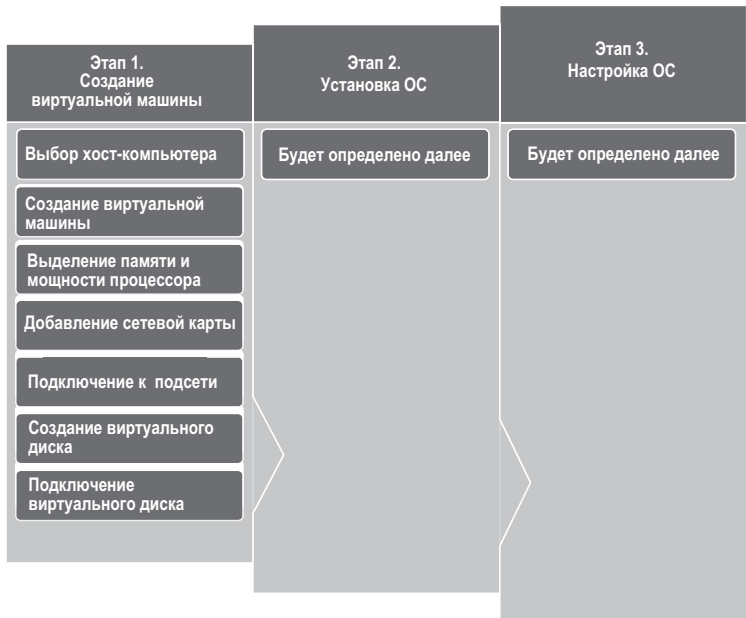 Этап 1.
Создание
виртуальной машины
Выбор хост-компьютера
Создание виртуальной
машины
Выделение памяти и
мощности процессора
Добавление сетевой карты
Подключение к подсети
Создание виртуального
диска
Подключение
виртуального диска
Этап 2.
Установка ОС
Будет определено далее
Этап 3.
Настройка ОС
Будет определено далее